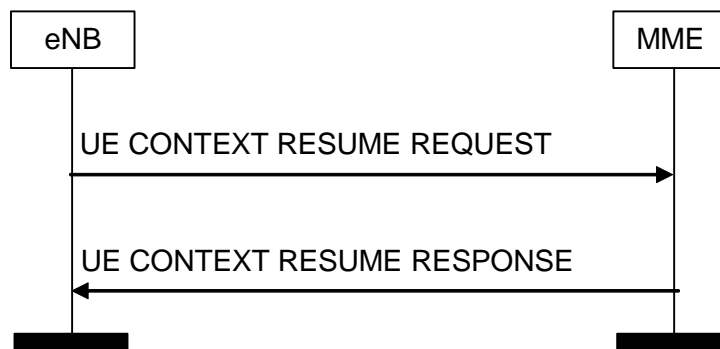 eNB
MME
UE CONTEXT RESUME REQUEST
UE CONTEXT RESUME RESPONSE